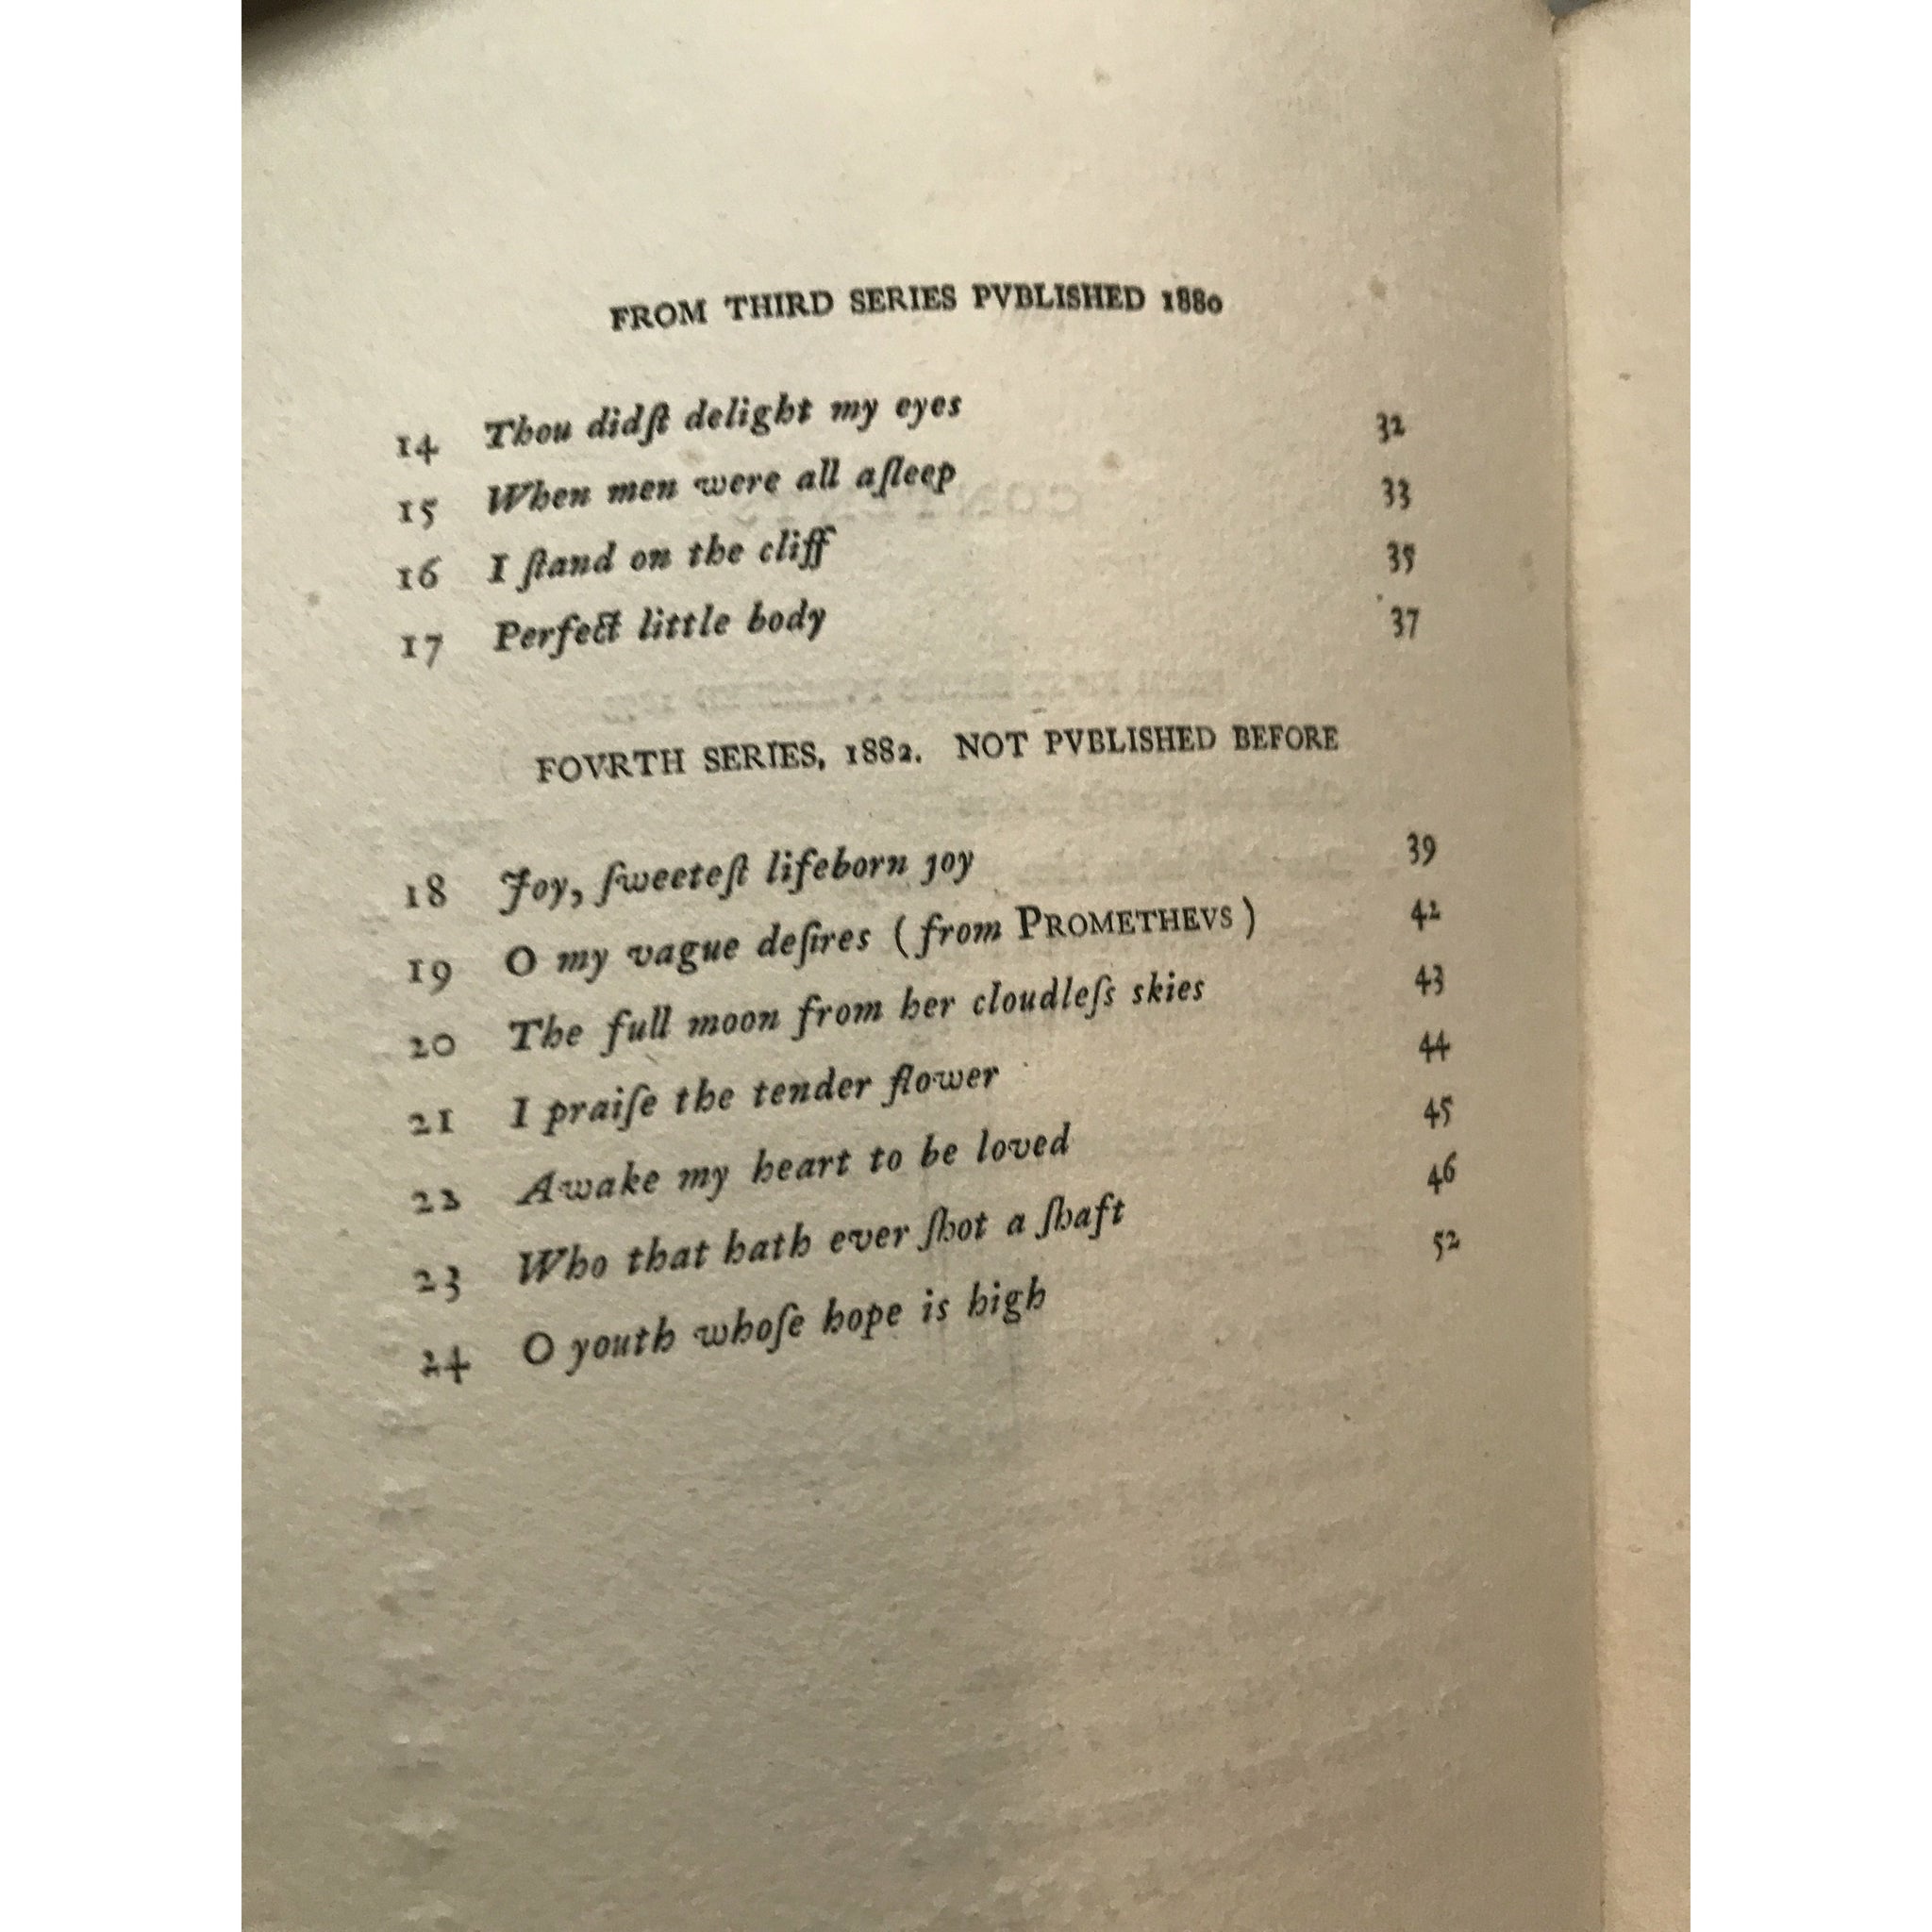 FROM THIRD SERIES PVBLISHED 1880
14 Thou didſt delight my eyes 32
15 When men were all aſleep 33
16 I ſtand on the cliff 35
17 Perfect little body 37
FOVRTH SERIES, 1882. NOT PVBLISHED BEFORE
18 Joy, ſweeteſt lifeborn joy 39
19 O my vague deſires (from PROMETHEVS) 42
20 The full moon from her cloudleſs skies 43
21 I praiſe the tender flower 44
22 Awake my heart to be loved 45
23 Who that hath ever ſhot a ſhaft 46
24 O youth whoſe hope is high 52